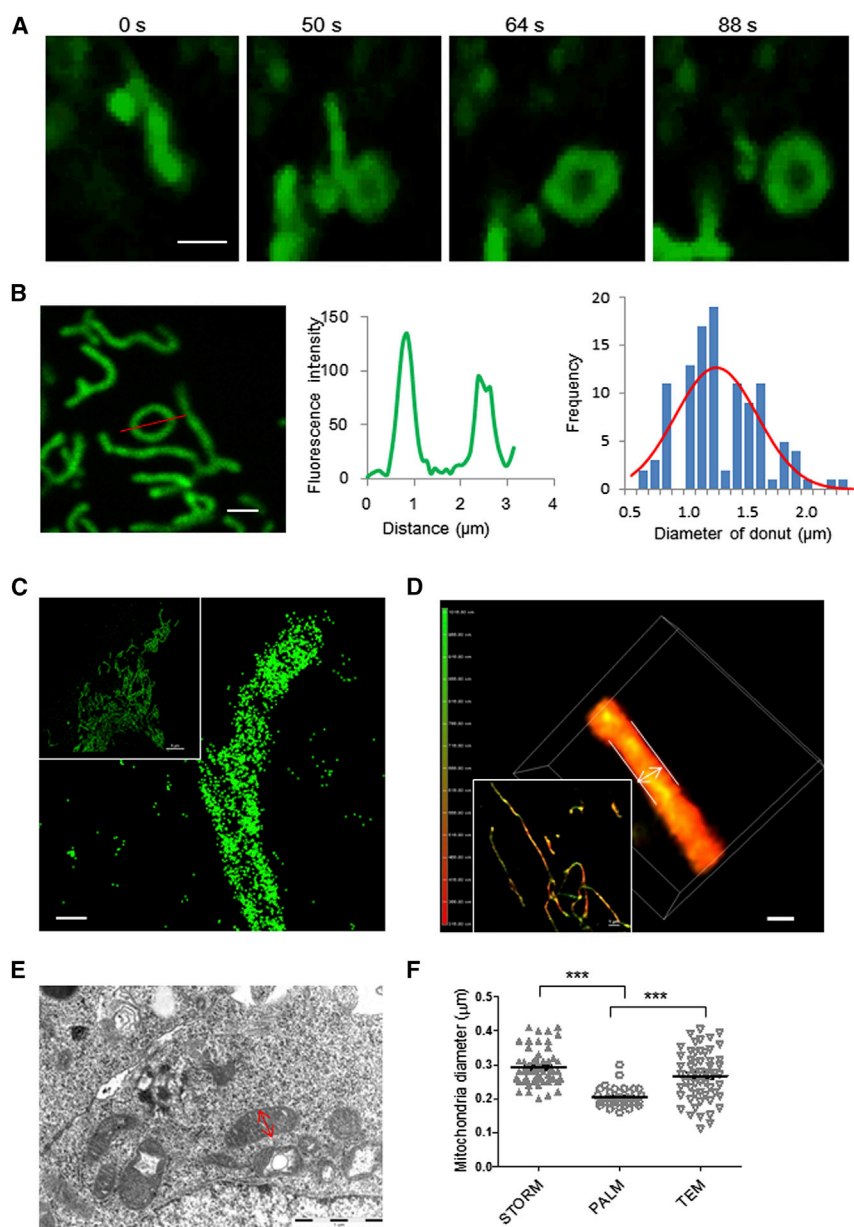 A
0 s 50 s 64 s 88 s
B
Fluorescence intensity
150
100
50
0
0 1 2 3 4
Distance (µm)
Frequency
20
15
10
5
0
0.5 1.0 1.5 2.0
Diameter of donut (µm)
C
D
E
F
*** ***
Mitochondria diameter (µm)
0.5
0.4
0.3
0.2
0.1
0.0
STORM PALM TEM